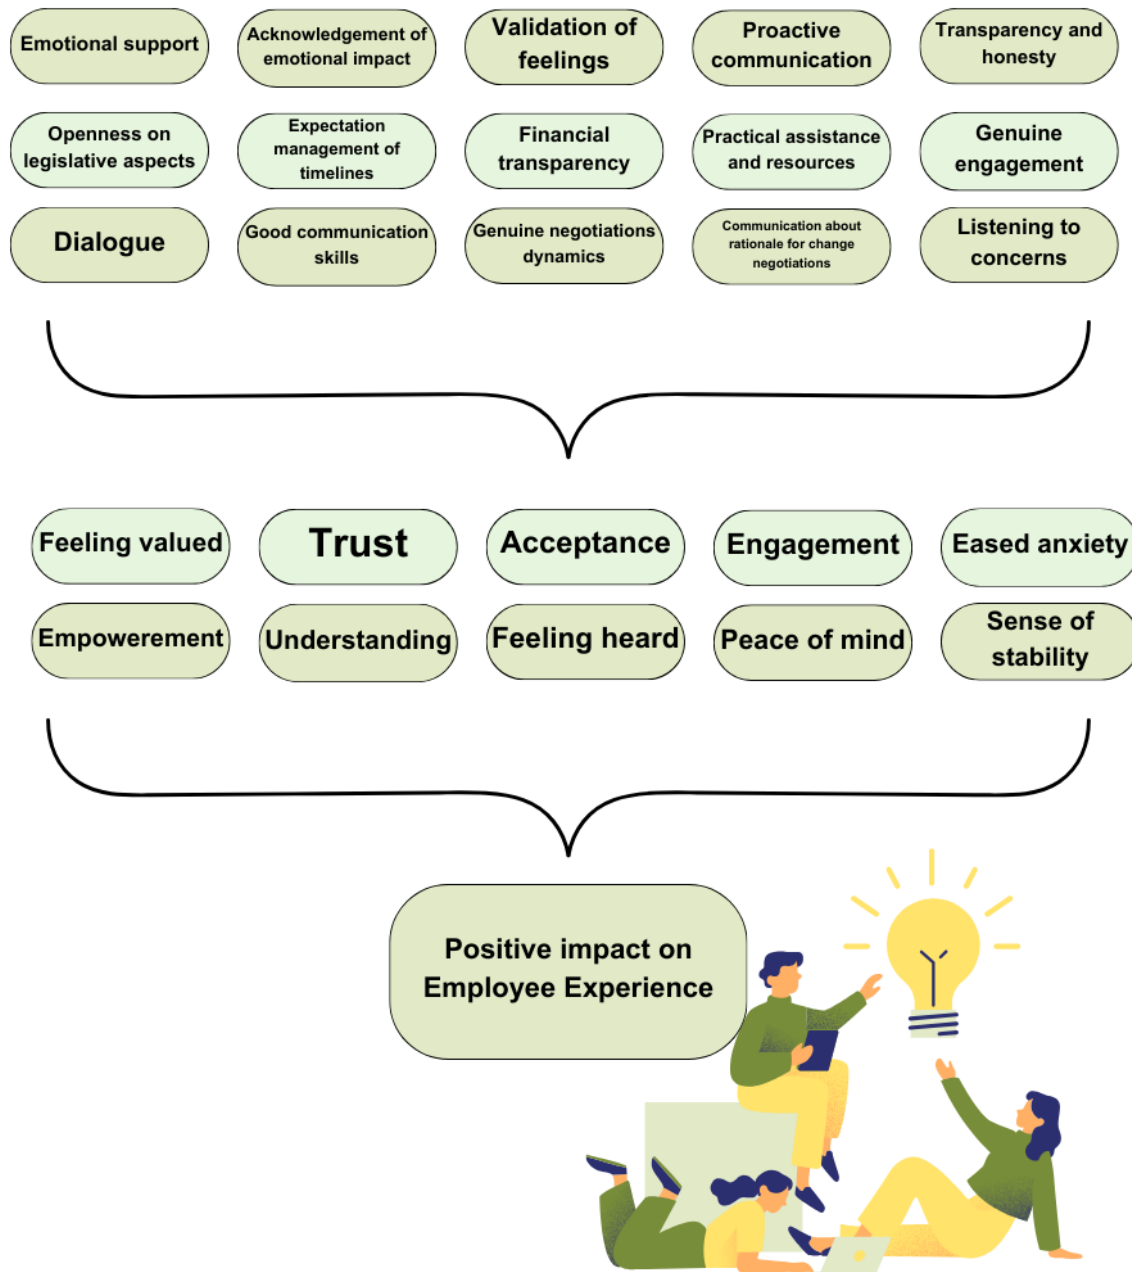 Emotional support
Acknowledgement of
emotional impact
Validation of
feelings
Proactive
communication
Transparency and
honesty
Openness on
legislative aspects
Expectation
management of
timelines
Financial
transparency
Practical assistance
and resources
Genuine
engagement
Dialogue
Good communication
skills
Genuine negotiations
dynamics
Communication about
rationale for change
negotiations
Listening to
concerns
Feeling valued
Trust
Acceptance
Engagement
Eased anxiety
Empowerement
Understanding
Feeling heard
Peace of mind
Sense of
stability
Positive impact on
Employee Experience